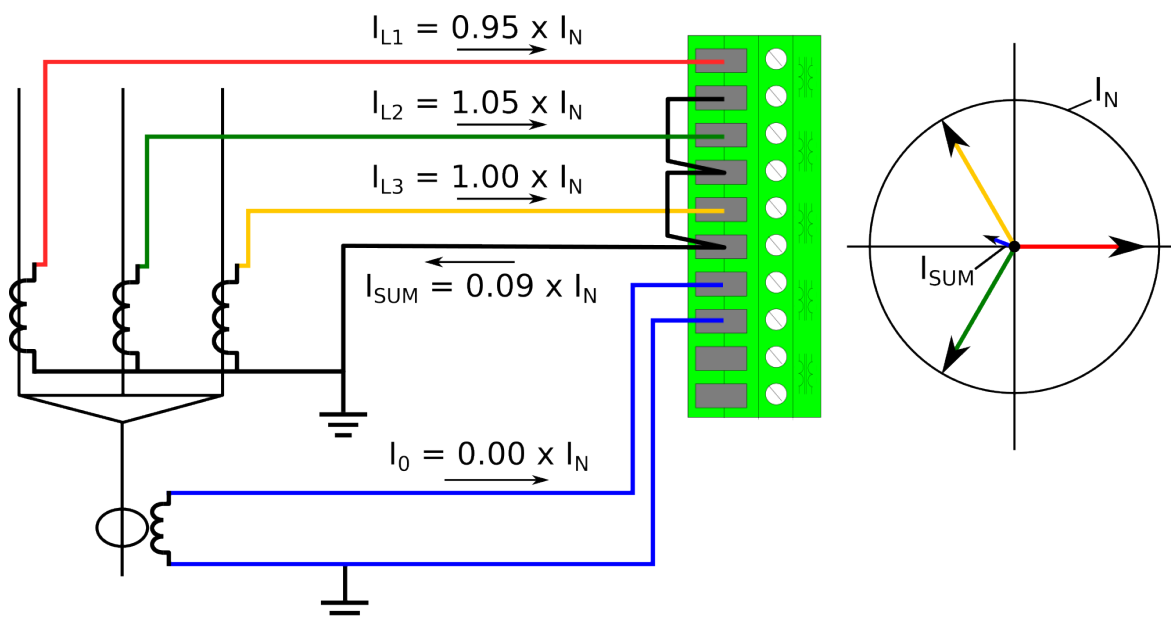 I_L1 = 0.95 x I_N
I_L2 = 1.05 x I_N
I_L3 = 1.00 x I_N
I_SUM = 0.09 x I_N
I_0 = 0.00 x I_N
I_N
I_SUM